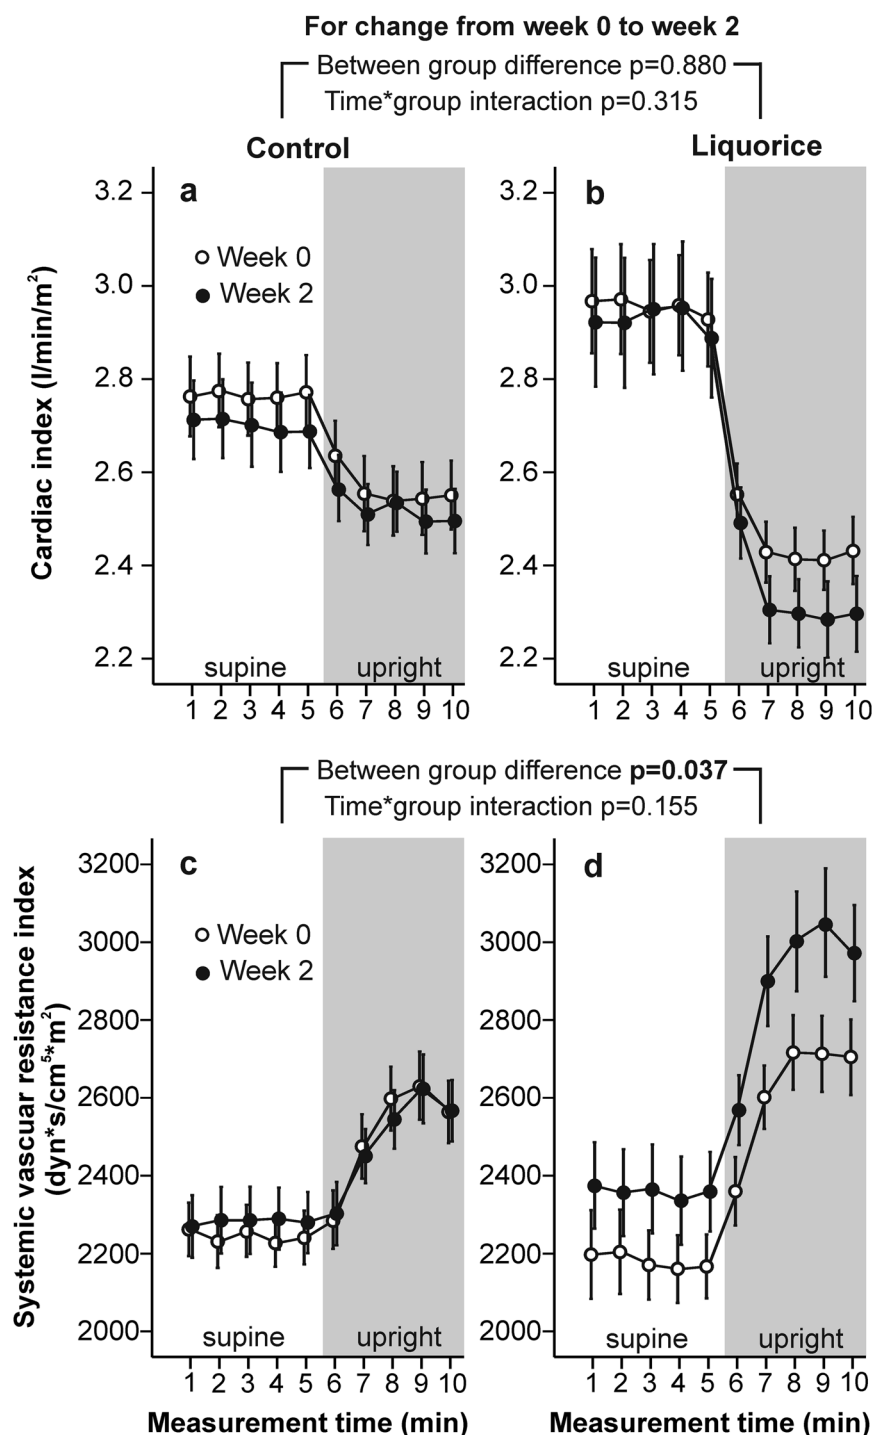 For change from week 0 to week 2
Between group difference p=0.880
Time*group interaction p=0.315
Control
Liquorice
Cardiac index (l/min/m²)
3.2
3.0
2.8
2.6
2.4
2.2
a
Week 0
Week 2
supine
upright
1 2 3 4 5 6 7 8 9 10
3.2
3.0
2.8
2.6
2.4
2.2
b
supine
upright
1 2 3 4 5 6 7 8 9 10
Between group difference p=0.037
Time*group interaction p=0.155
Systemic vascuar resistance index
(dyn*s/cm⁵*m²)
3200
3000
2800
2600
2400
2200
2000
c
Week 0
Week 2
supine
upright
1 2 3 4 5 6 7 8 9 10
Measurement time (min)
3200
3000
2800
2600
2400
2200
2000
d
supine
upright
1 2 3 4 5 6 7 8 9 10
Measurement time (min)